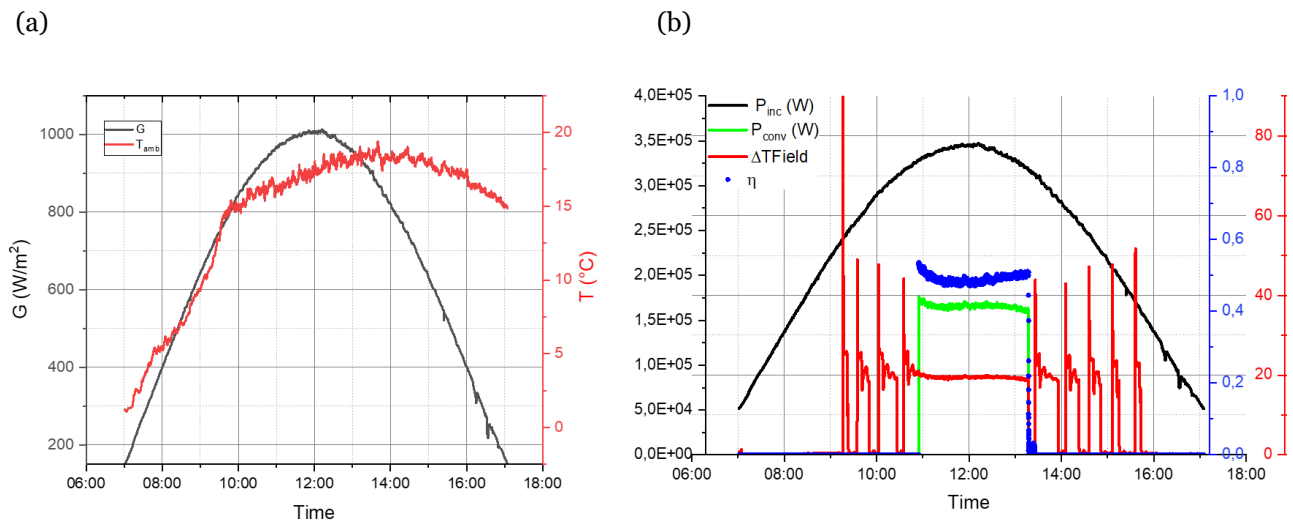 (a)
(b)
G
T_amb
G (W/m²)
1000
800
600
400
200
20
15
10
5
0
T (°C)
06:00 08:00 10:00 12:00 14:00 16:00 18:00
Time
P_inc (W)
P_conv (W)
ΔTField
η
4,0E+05
3,5E+05
3,0E+05
2,5E+05
2,0E+05
1,5E+05
1,0E+05
5,0E+04
0,0E+00
1,0
0,8
0,6
0,4
0,2
0,0
80
60
40
20
0
06:00 08:00 10:00 12:00 14:00 16:00 18:00
Time